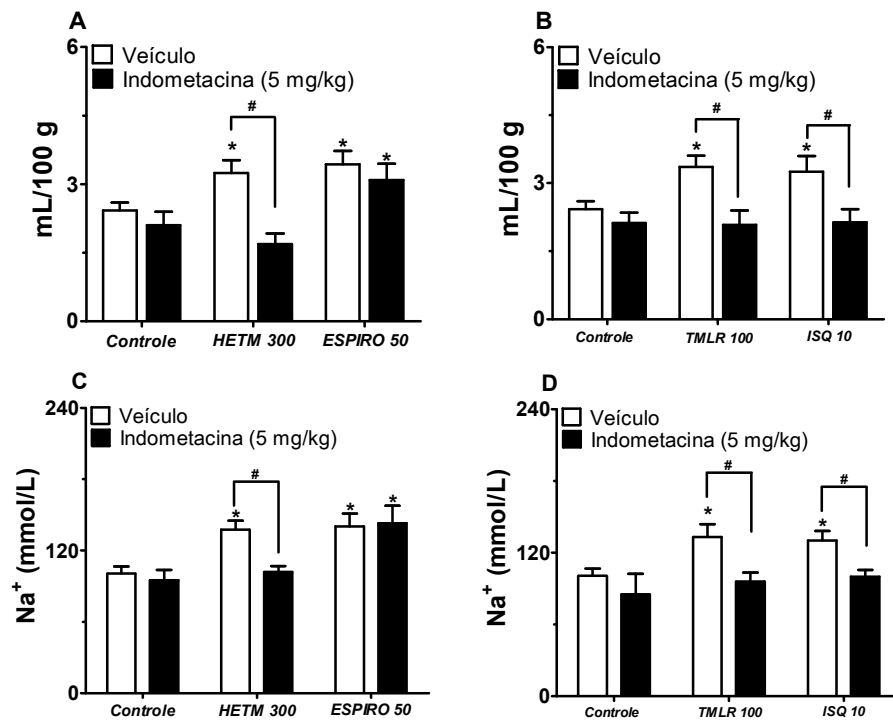 A
6
Veículo
Indometacina (5 mg/kg)
#
* * *
3
mL/100 g
0
Controle HETM 300 ESPIRO 50
B
6
Veículo
Indometacina (5 mg/kg)
# #
* *
3
mL/100 g
0
Controle TMLR 100 ISQ 10
C
240
Veículo
Indometacina (5 mg/kg)
#
* * *
120
Na+ (mmol/L)
0
Controle HETM 300 ESPIRO 50
D
240
Veículo
Indometacina (5 mg/kg)
# #
* *
120
Na+ (mmol/L)
0
Controle TMLR 100 ISQ 10